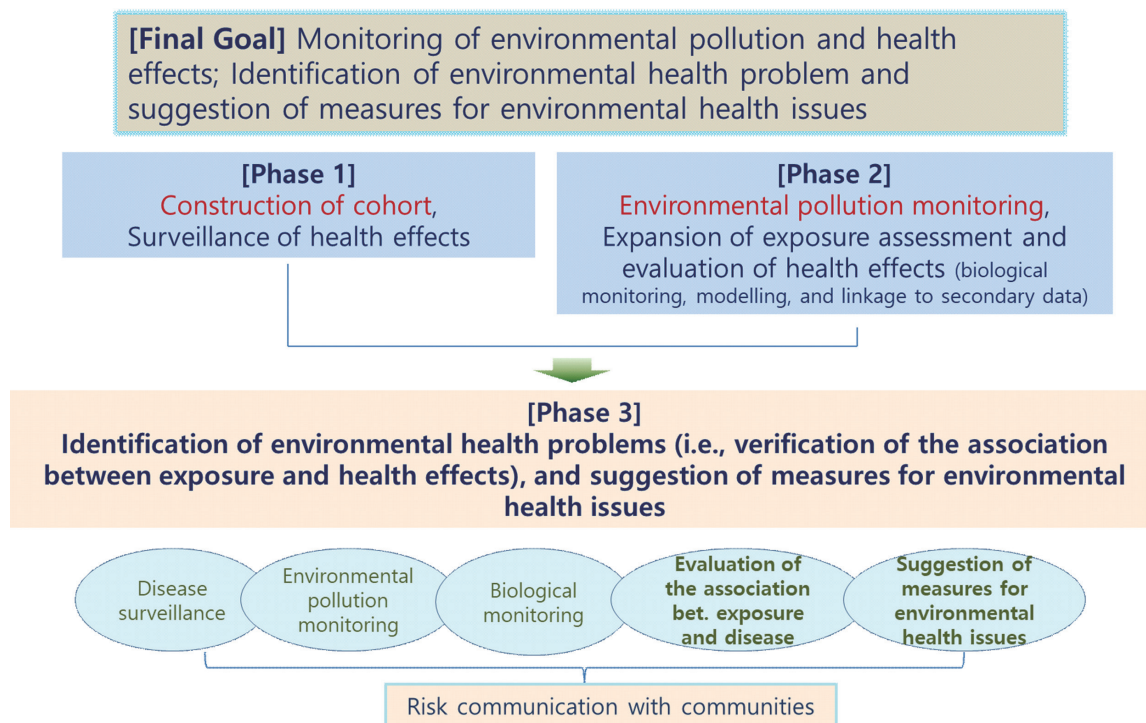 [Final Goal] Monitoring of environmental pollution and health
effects; Identification of environmental health problem and
suggestion of measures for environmental health issues
[Phase 1]
Construction of cohort,
Surveillance of health effects
[Phase 2]
Environmental pollution monitoring,
Expansion of exposure assessment and
evaluation of health effects (biological
monitoring, modelling, and linkage to secondary data)
[Phase 3]
Identification of environmental health problems (i.e., verification of the association
between exposure and health effects), and suggestion of measures for environmental
health issues
Disease
surveillance
Environmental
pollution
monitoring
Biological
monitoring
Evaluation of
the association
bet. exposure
and disease
Suggestion of
measures for
environmental
health issues
Risk communication with communities